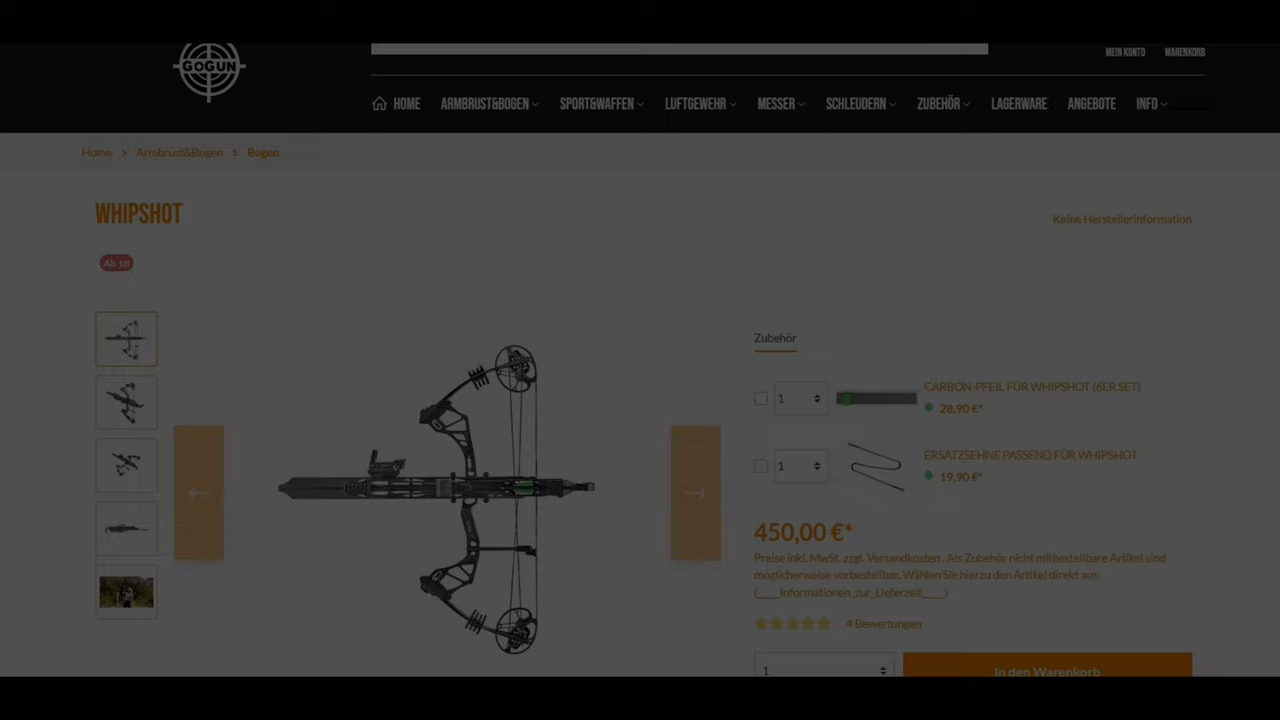 GOGUN
MEIN KONTO WARENKORB
HOME ARMBRUST&BOGEN SPORT&WAFFEN LUFTGEWEHR MESSER SCHLEUDERN ZUBEHÖR LAGERWARE ANGEBOTE INFO
Home > Armbrust&Bogen > Bogen
WHIPSHOT
Keine Herstellerinformation
Ab 18
Zubehör
1 CARBON-PFEIL FÜR WHIPSHOT (6ER SET)
28,90 €*
1 ERSATZSEHNE PASSEND FÜR WHIPSHOT
19,90 €*
450,00 €*
Preise inkl. MwSt. zzgl. Versandkosten . Als Zubehör nicht mitbestellbare Artikel sind
möglicherweise vorbestellbar. Wählen Sie hierzu den Artikel direkt aus.
(____Informationen_zur_Lieferzeit____)
4 Bewertungen
1 In den Warenkorb